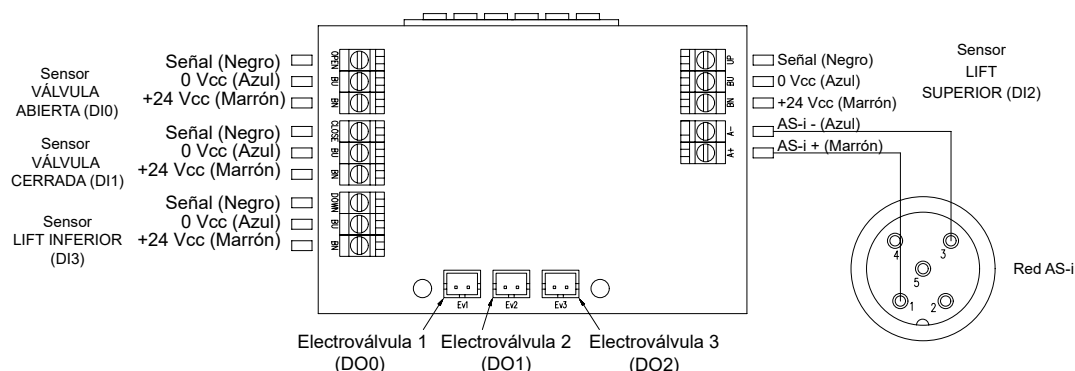 Sensor
VÁLVULA
ABIERTA (DI0)
Señal (Negro)
0 Vcc (Azul)
+24 Vcc (Marrón)
OPEN
BU
BN
Sensor
VÁLVULA
CERRADA (DI1)
Señal (Negro)
0 Vcc (Azul)
+24 Vcc (Marrón)
CLOSE
BU
BN
Sensor
LIFT INFERIOR
(DI3)
Señal (Negro)
0 Vcc (Azul)
+24 Vcc (Marrón)
DOWN
BU
BN
UP
BU
BN
Señal (Negro)
0 Vcc (Azul)
+24 Vcc (Marrón)
Sensor
LIFT
SUPERIOR (DI2)
A-
A+
AS-i - (Azul)
AS-i + (Marrón)
4
3
5
1
2
Red AS-i
Ev1
Ev2
Ev3
Electroválvula 1
(DO0)
Electroválvula 2
(DO1)
Electroválvula 3
(DO2)